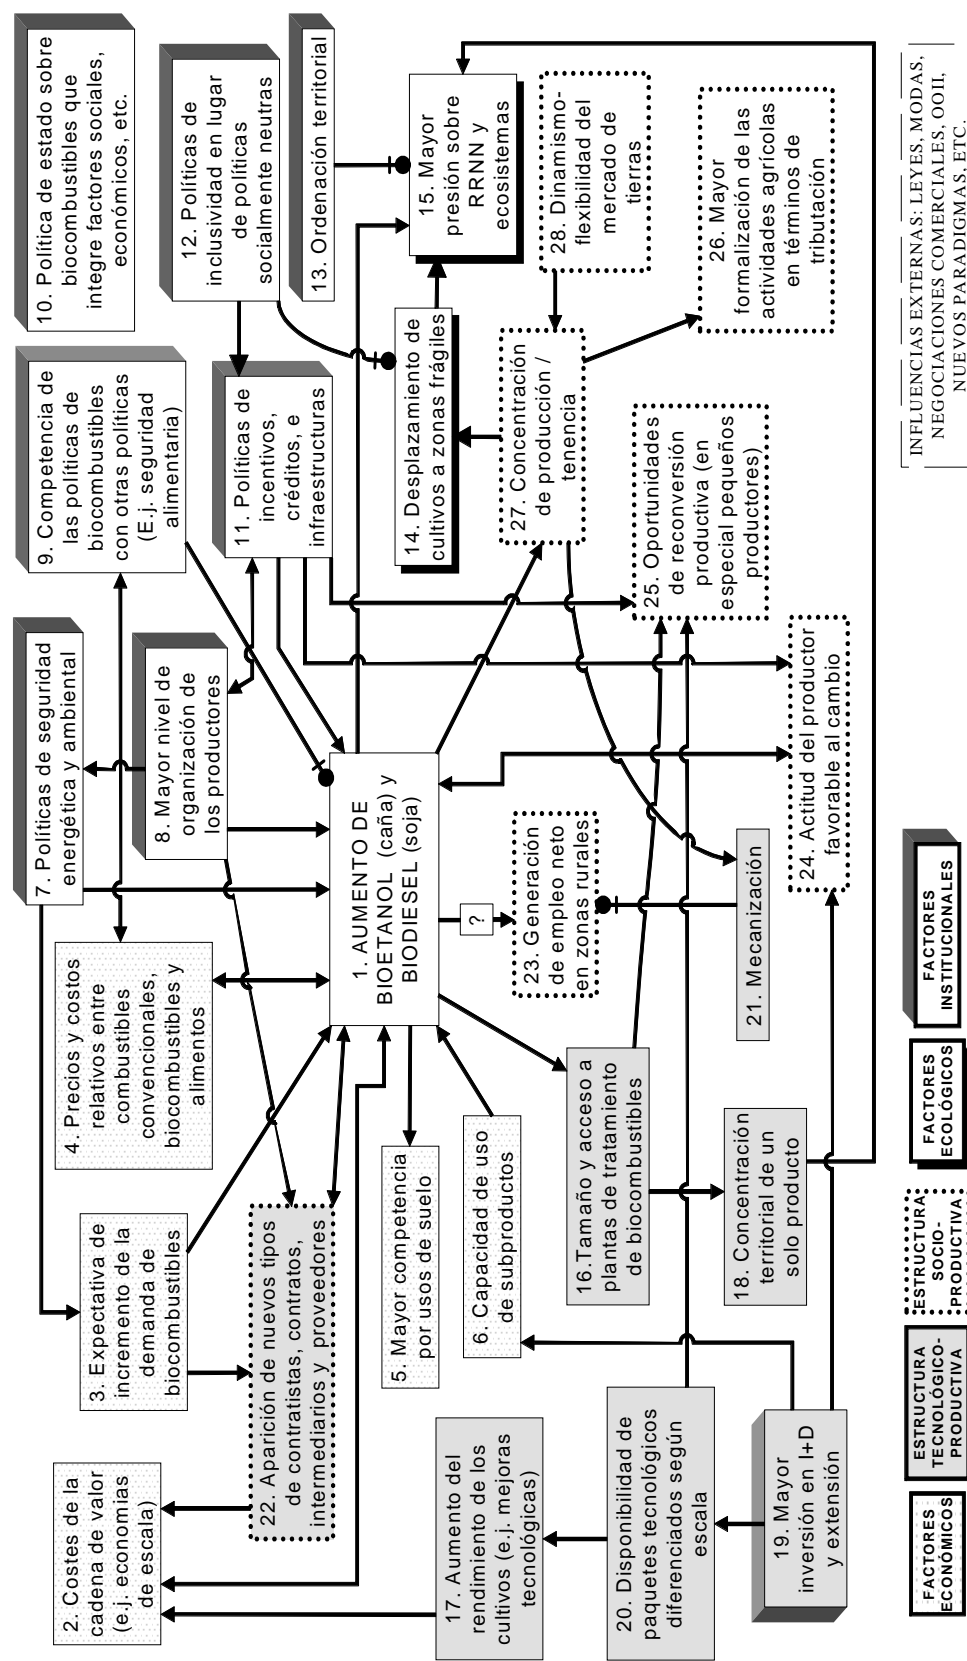 2. Costes de la
cadena de valor
(e.j. economías
de escala)
3. Expectativa de
incremento de la
demanda de
biocombustibles
4. Precios y costos
relativos entre
combustibles
convencionales,
biocombustibles y
alimentos
7. Políticas de seguridad
energética y ambiental
8. Mayor nivel de
organización de
los productores
9. Competencia de
las políticas de
biocombustibles
con otras políticas
(E.j. seguridad
alimentaria)
10. Política de estado sobre
biocombustibles que
integre factores sociales,
económicos, etc.
11. Políticas de
incentivos,
créditos, e
infraestructuras
12. Políticas de
inclusividad en lugar
de políticas
socialmente neutras
13. Ordenación territorial
22. Aparición de nuevos tipos
de contratistas, contratos,
intermediarios y proveedores
1. AUMENTO DE
BIOETANOL (caña) y
BIODIESEL (soja)
14. Desplazamiento de
cultivos a zonas frágiles
15. Mayor
presión sobre
RRNN y
ecosistemas
5. Mayor competencia
por usos de suelo
6. Capacidad de uso
de subproductos
?
23. Generación
de empleo neto
en zonas rurales
27. Concentración
de producción /
tenencia
28. Dinamismo-
flexibilidad del
mercado de
tierras
17. Aumento del
rendimiento de los
cultivos (e.j. mejoras
tecnológicas)
16.Tamaño y acceso a
plantas de tratamiento
de biocombustibles
25. Oportunidades
de reconversión
productiva (en
especial pequeños
productores)
26. Mayor
formalización de las
actividades agrícolas
en términos de
tributación
20. Disponibilidad de
paquetes tecnológicos
diferenciados según
escala
18. Concentración
territorial de un
solo producto
21. Mecanización
19. Mayor
inversión en I+D
y extensión
24. Actitud del productor
favorable al cambio
FACTORES
ECONÓMICOS
ESTRUCTURA
TECNOLÓGICO-
PRODUCTIVA
ESTRUCTURA
SOCIO-
PRODUCTIVA
FACTORES
ECOLÓGICOS
FACTORES
INSTITUCIONALES
INFLUENCIAS EXTERNAS: LEYES, MODAS,
NEGOCIACIONES COMERCIALES, OOII,
NUEVOS PARADIGMAS, ETC.